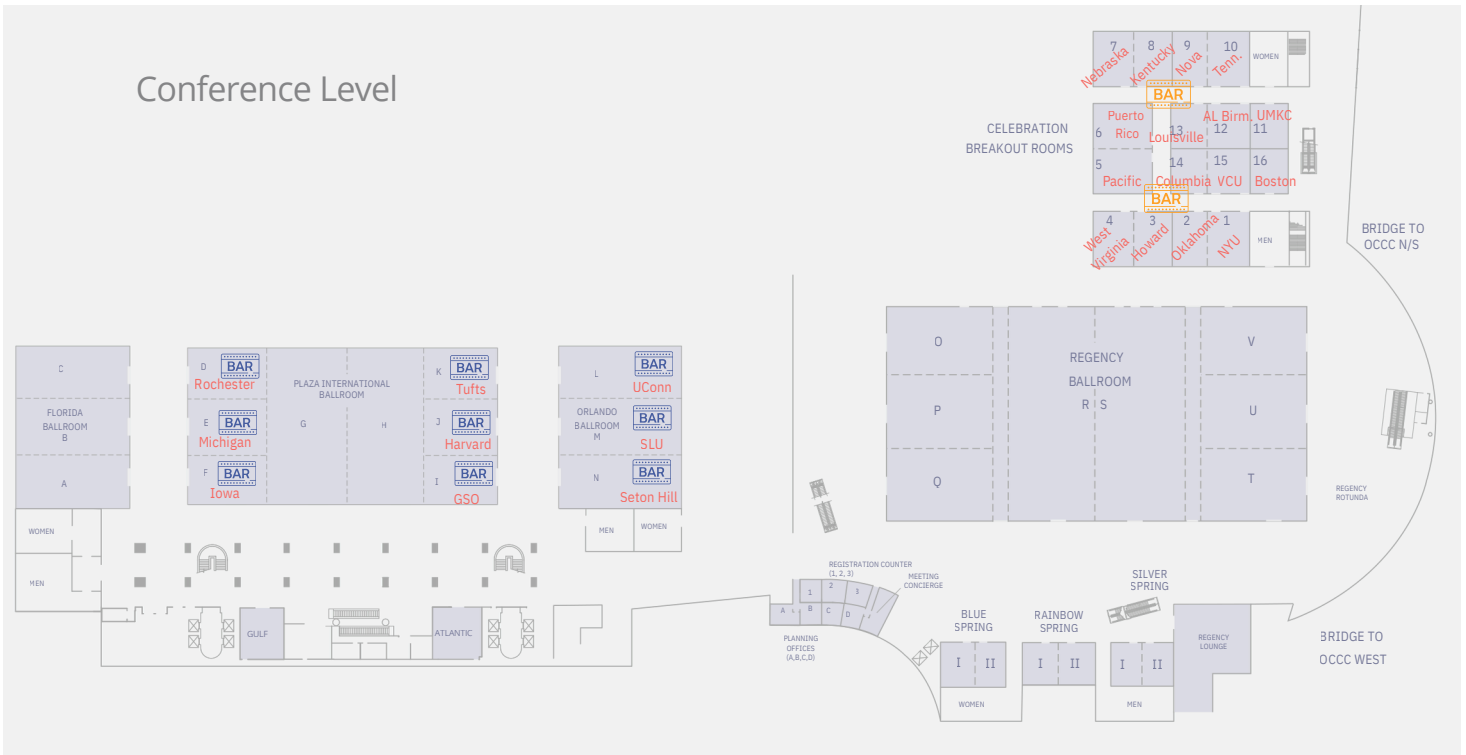 Conference Level
7
8
9
10
Nebraska
Kentucky
Nova
Tenn.
WOMEN
BAR
CELEBRATION
BREAKOUT ROOMS
Puerto
Rico
6
13
Louisville
AL Birm.
12
UMKC
11
5
14
15
16
Pacific
Columbia
VCU
Boston
BAR
4
3
2
1
West
Virginia
Howard
Oklahoma
NYU
MEN
BRIDGE TO
OCCC N/S
C
FLORIDA
BALLROOM
B
A
WOMEN
MEN
D
BAR
Rochester
E
BAR
Michigan
F
BAR
Iowa
PLAZA INTERNATIONAL
BALLROOM
G
H
K
BAR
Tufts
J
BAR
Harvard
I
BAR
GSO
L
BAR
UConn
ORLANDO
BALLROOM
M
BAR
SLU
N
BAR
Seton Hill
MEN
WOMEN
GULF
ATLANTIC
O
P
Q
REGENCY
BALLROOM
R
S
V
U
T
REGENCY
ROTUNDA
REGISTRATION COUNTER
(1, 2, 3)
MEETING
CONCIERGE
1
2
3
A
B
C
D
PLANNING
OFFICES
(A,B,C,D)
BLUE
SPRING
I
II
WOMEN
RAINBOW
SPRING
I
II
SILVER
SPRING
I
II
MEN
REGENCY
LOUNGE
BRIDGE TO
OCCC WEST